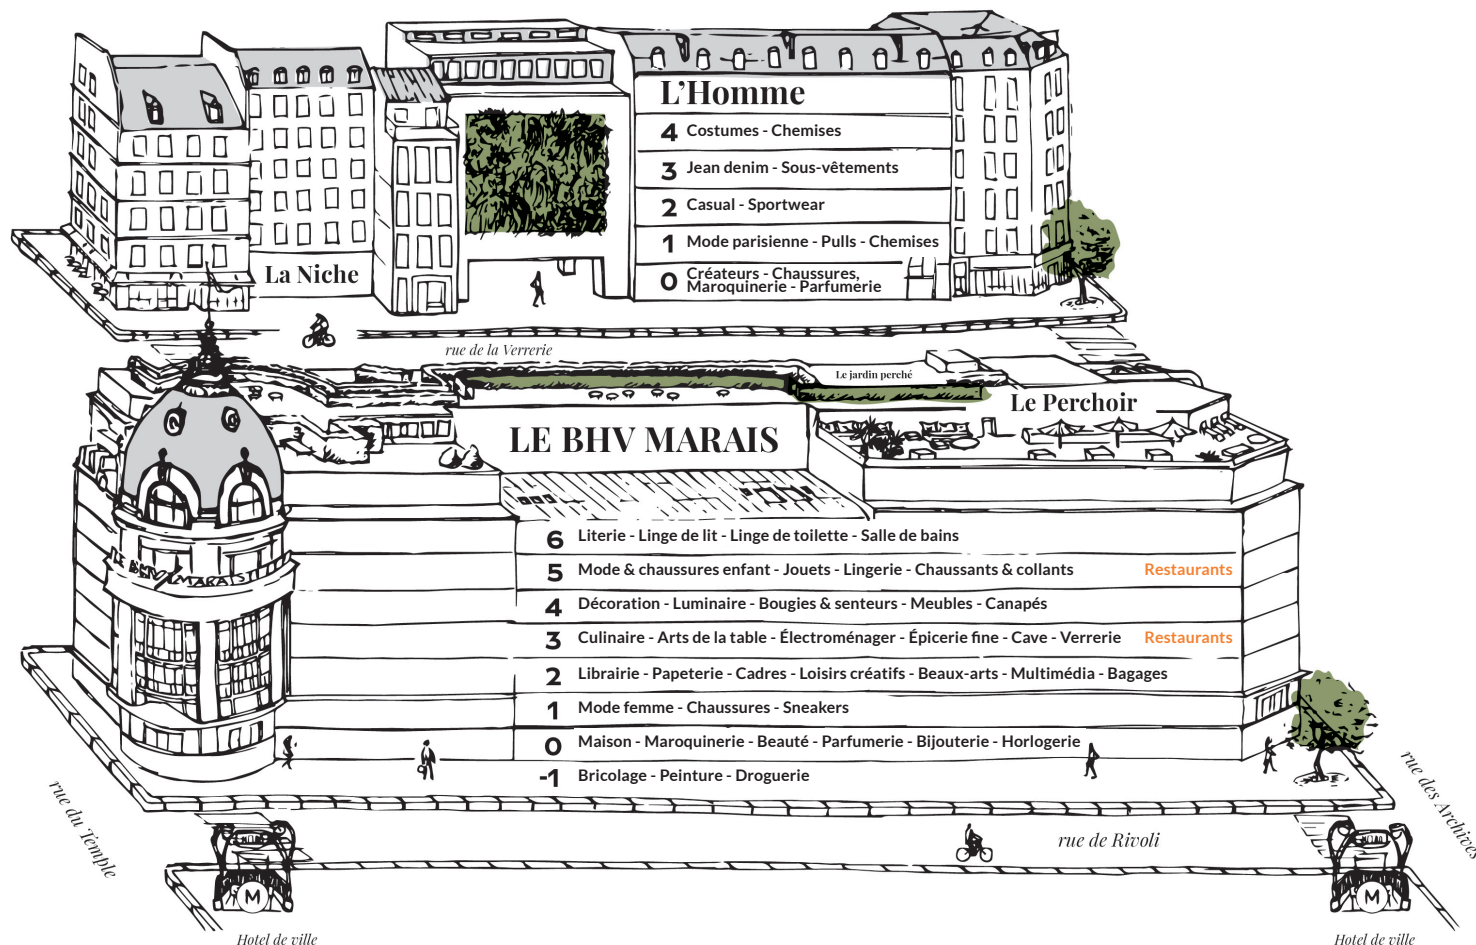 L’Homme
4 Costumes - Chemises
3 Jean denim - Sous-vêtements
2 Casual - Sportwear
1 Mode parisienne - Pulls - Chemises
0 Créateurs - Chaussures,
Maroquinerie - Parfumerie
La Niche
rue de la Verrerie
Le jardin perché
Le Perchoir
LE BHV MARAIS
6 Literie - Linge de lit - Linge de toilette - Salle de bains
5 Mode & chaussures enfant - Jouets - Lingerie - Chaussants & collants Restaurants
LE BHV MARAIS
4 Décoration - Luminaire - Bougies & senteurs - Meubles - Canapés
3 Culinaire - Arts de la table - Électroménager - Épicerie fine - Cave - Verrerie Restaurants
2 Librairie - Papeterie - Cadres - Loisirs créatifs - Beaux-arts - Multimédia - Bagages
1 Mode femme - Chaussures - Sneakers
0 Maison - Maroquinerie - Beauté - Parfumerie - Bijouterie - Horlogerie
-1 Bricolage - Peinture - Droguerie
rue du Temple
rue des Archives
rue de Rivoli
METRO
M
M
Hotel de ville
Hotel de ville